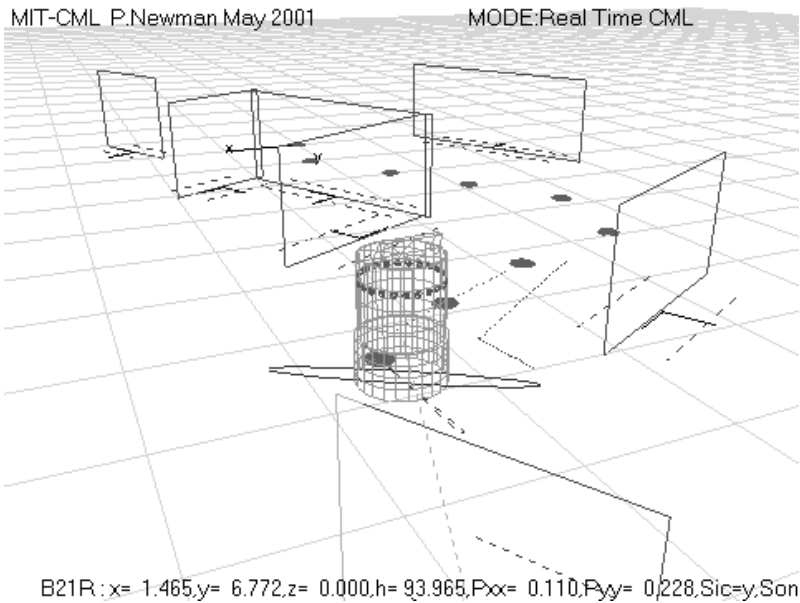 MIT-CML P.Newman May 2001
MODE:Real Time CML
x
y
B21R : x= 1.465,y= 6.772,z= 0.000,h= 93.965,Pxx= 0.110,Pyy= 0.228,Sic=y,Son